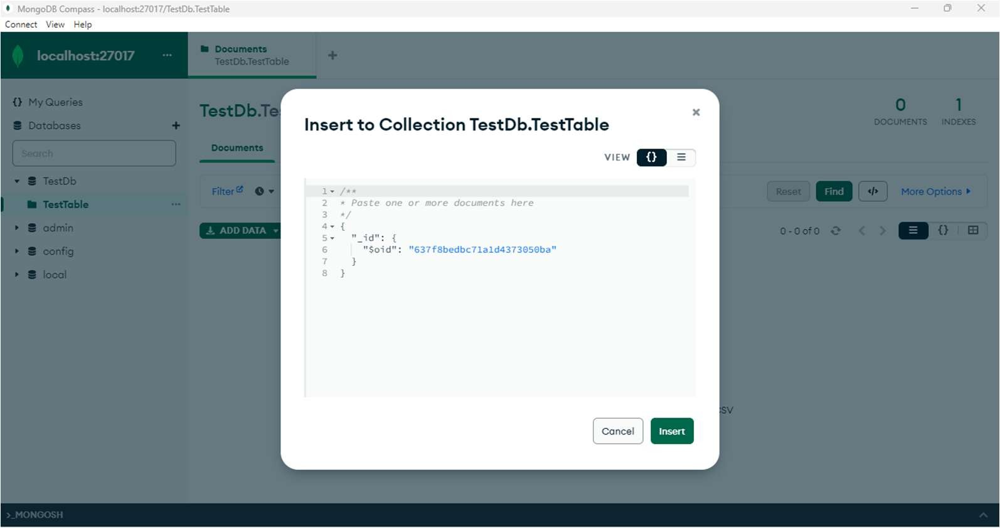 MongoDB Compass - localhost:27017/TestDb.TestTable
Connect View Help
localhost:27017 ...
Documents
TestDb.TestTable
+
{} My Queries
Databases +
Search
TestDb
TestTable ...
admin
config
local
TestDb.Te
Documents
0
DOCUMENTS
1
INDEXES
Filter
Reset Find </> More Options
ADD DATA
0 - 0 of 0
{}
Insert to Collection TestDb.TestTable
VIEW {}
1 /**
2 * Paste one or more documents here
3 */
4 {
5 "_id": {
6 "$oid": "637f8bedbc71a1d4373050ba"
7 }
8 }
CSV
Cancel Insert
>_MONGOSH